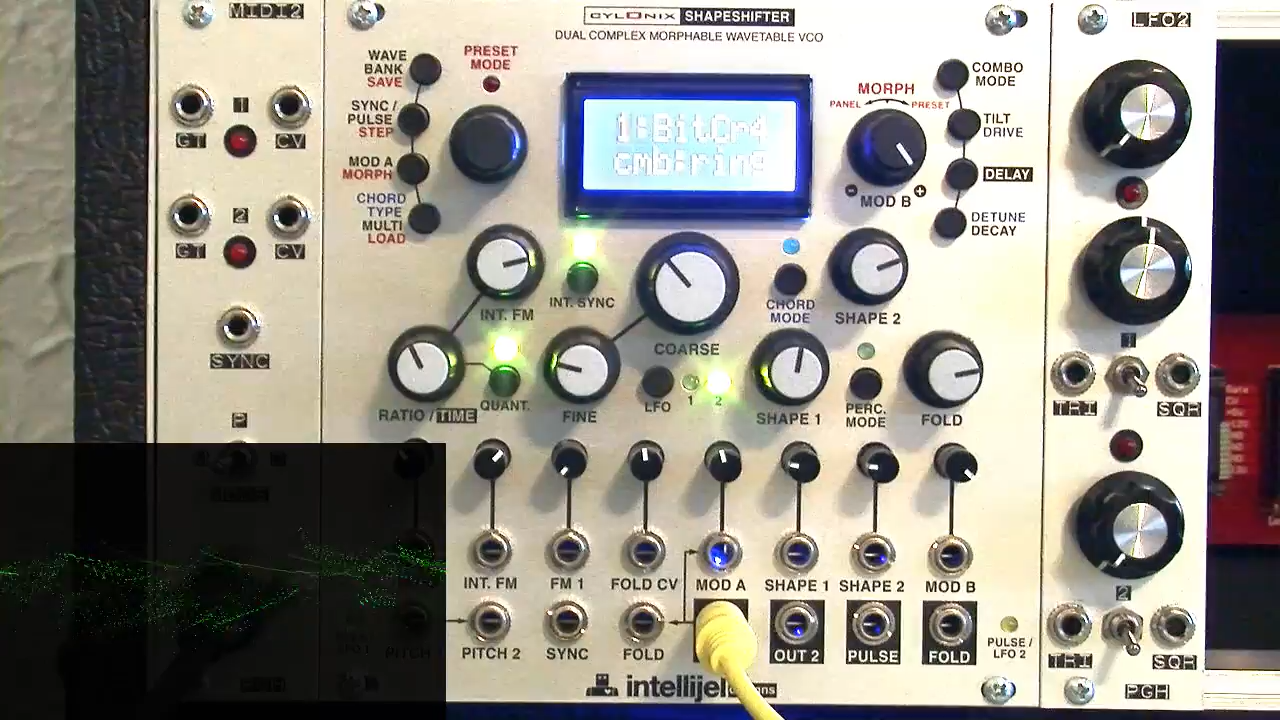 MIDI2
GT
1
CV
GT
2
CV
SYNC
P
CYLONIX SHAPESHIFTER
DUAL COMPLEX MORPHABLE WAVETABLE VCO
WAVE
BANK
SAVE
PRESET
MODE
SYNC /
PULSE
STEP
MOD A
MORPH
CHORD
TYPE
MULTI
LOAD
1:BitCr4
cmb:ring
MORPH
PANEL
PRESET
MOD B
COMBO
MODE
TILT
DRIVE
DELAY
DETUNE
DECAY
INT. FM
INT. SYNC
CHORD
MODE
SHAPE 2
COARSE
RATIO / TIME
QUANT.
FINE
LFO
1
2
SHAPE 1
PERC.
MODE
FOLD
INT. FM
FM 1
FOLD CV
MOD A
SHAPE 1
SHAPE 2
MOD B
PITCH
PITCH 2
SYNC
FOLD
OUT 2
PULSE
FOLD
PULSE /
LFO 2
intellijel
LFO2
1
TRI
SQR
2
TRI
SQR
PGH